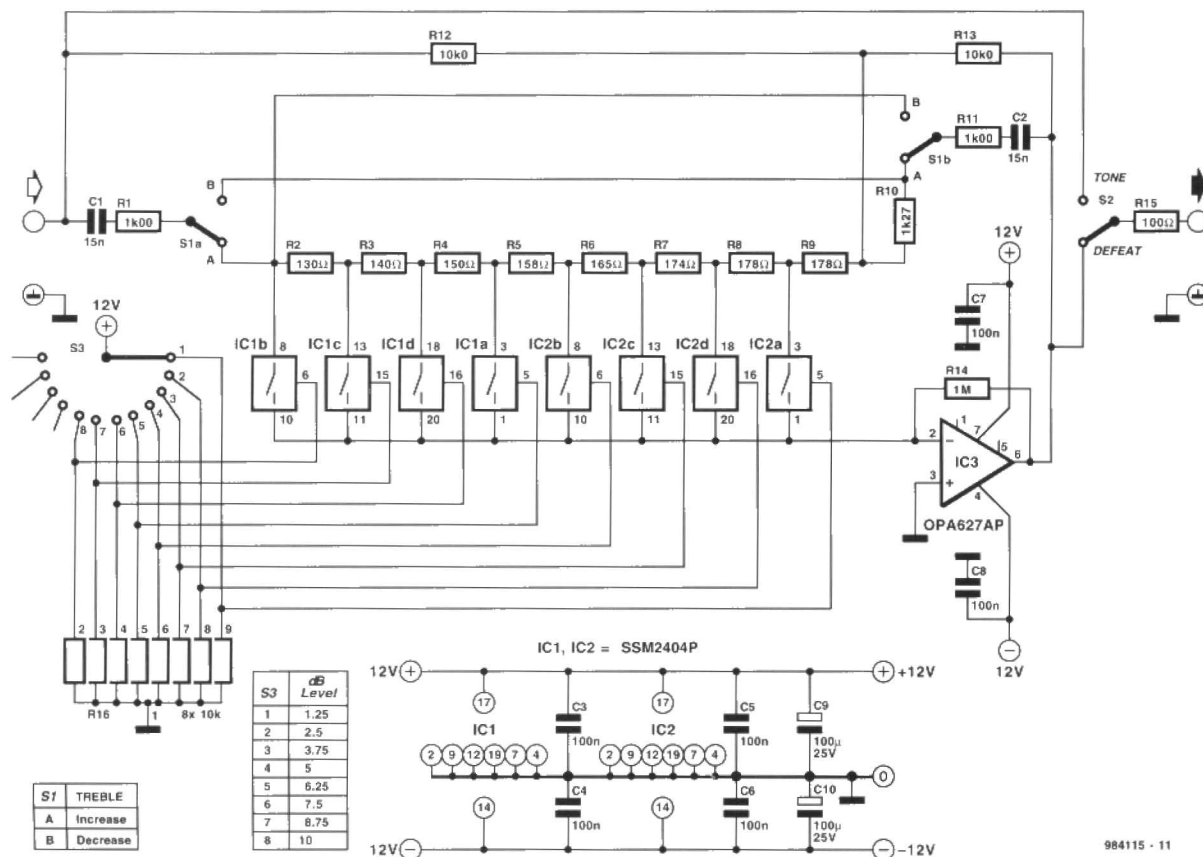 R12
10k0
R13
10k0
B
R11
1k00
C2
15n
S1b
A
B
C1
15n
R1
1k00
S1a
A
R10
1k27
TONE
S2
DEFEAT
R15
100Ω
R2
130Ω
R3
140Ω
R4
150Ω
R5
158Ω
R6
165Ω
R7
174Ω
R8
178Ω
R9
178Ω
12V
C7
100n
12V
S3
1
2
3
4
5
6
7
8
IC1b
8
6
10
IC1c
13
15
11
IC1d
18
16
20
IC1a
3
5
1
IC2b
8
6
10
IC2c
13
15
11
IC2d
18
16
20
IC2a
3
5
1
R14
1M
2
3
1
7
5
6
4
IC3
OPA627AP
C8
100n
12V
2
3
4
5
6
7
8
9
R16
1
8x 10k
S3 dB Level
1 1.25
2 2.5
3 3.75
4 5
5 6.25
6 7.5
7 8.75
8 10
S1 TREBLE
A Increase
B Decrease
IC1, IC2 = SSM2404P
12V
+12V
17
17
C3
100n
C5
100n
C9
100µ
25V
IC1
2 9 12 19 7 4
IC2
2 9 12 19 7 4
0
14
C4
100n
14
C6
100n
C10
100µ
25V
12V
-12V
984115 - 11